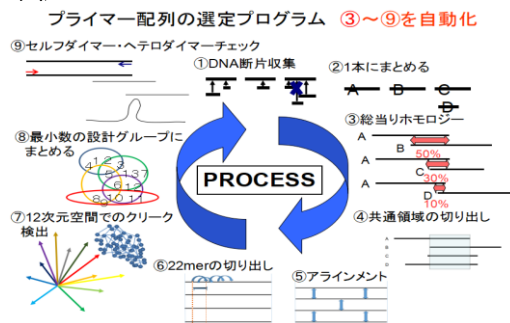 プライマー配列の選定プログラム ③～⑨を自動化
⑨セルフダイマー・ヘテロダイマーチェック
①DNA断片収集
②1本にまとめる
A B C
D
③総当りホモロジー
A
B
50%
A
C
30%
A
D
10%
⑧最小数の設計グループに
まとめる
PROCESS
④共通領域の切り出し
A
B
C
D
⑦12次元空間でのクリーク
検出
⑥22merの切り出し
⑤アラインメント